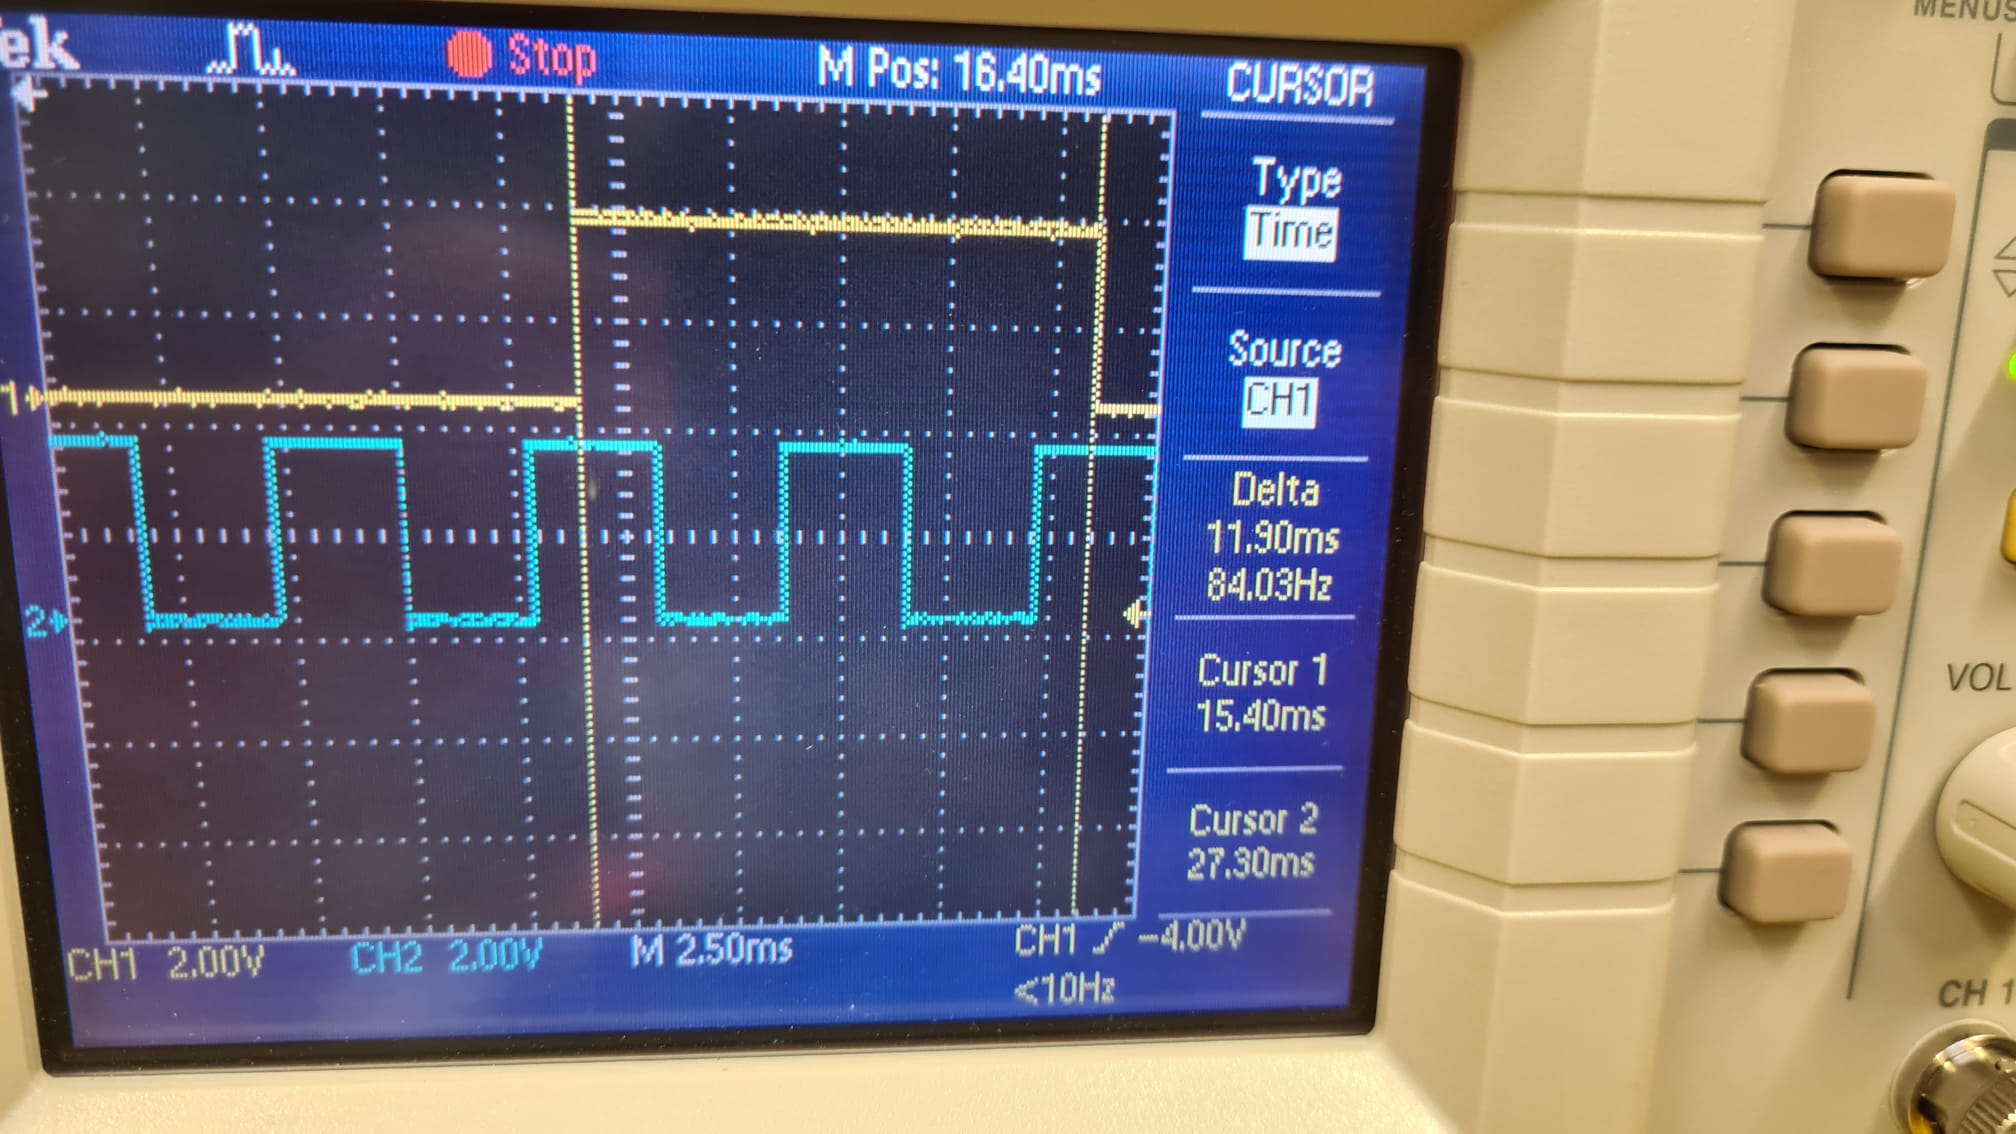 ek Stop M Pos: 16.40ms CURSOR
MENUS
Type
Time
Source
CH1
1
Delta
11.90ms
84.03Hz
2
Cursor 1
15.40ms
VOL
Cursor 2
27.30ms
CH1 2.00V CH2 2.00V M 2.50ms CH1 -4.00V
<10Hz
CH 1